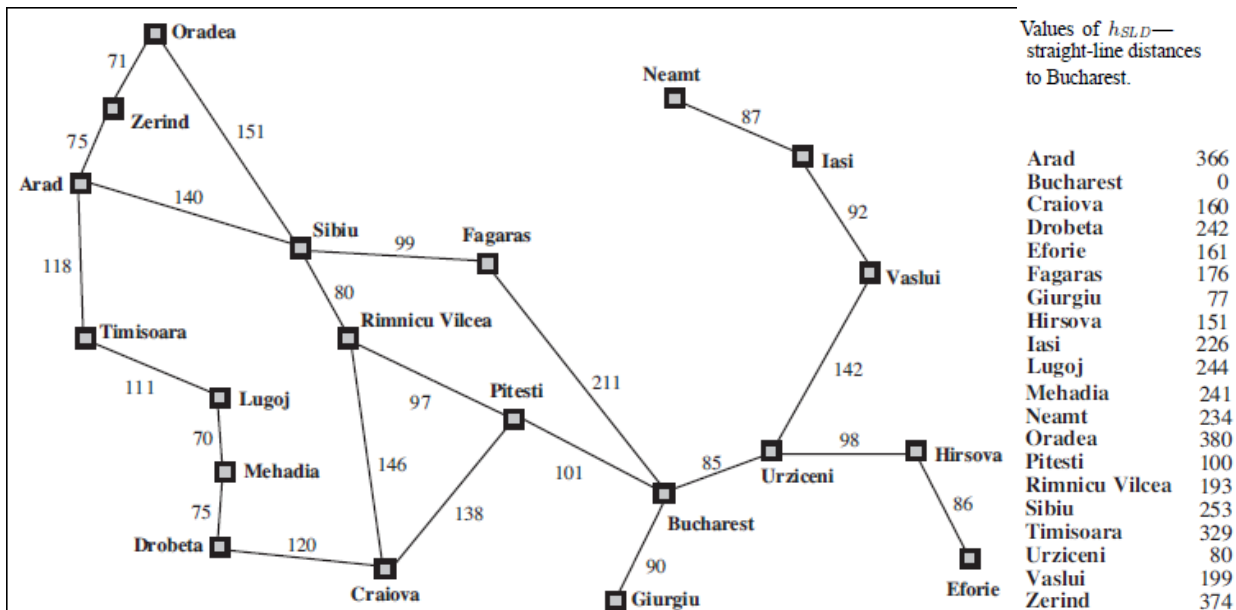 Oradea
71
Neamt
87
Zerind
151
75
Iasi
Arad
140
92
Sibiu
99
Fagaras
118
Vaslui
80
Timisoara
Rimnicu Vilcea
111
Lugoj
97
Pitesti
211
142
70
98
Hirsova
Mehadia
146
101
85
Urziceni
86
75
138
Bucharest
Drobeta
120
90
Craiova
Giurgiu
Eforie
Values of hSLD—
straight-line distances
to Bucharest.
Arad 366
Bucharest 0
Craiova 160
Drobeta 242
Eforie 161
Fagaras 176
Giurgiu 77
Hirsova 151
Iasi 226
Lugoj 244
Mehadia 241
Neamt 234
Oradea 380
Pitesti 100
Rimnicu Vilcea 193
Sibiu 253
Timisoara 329
Urziceni 80
Vaslui 199
Zerind 374